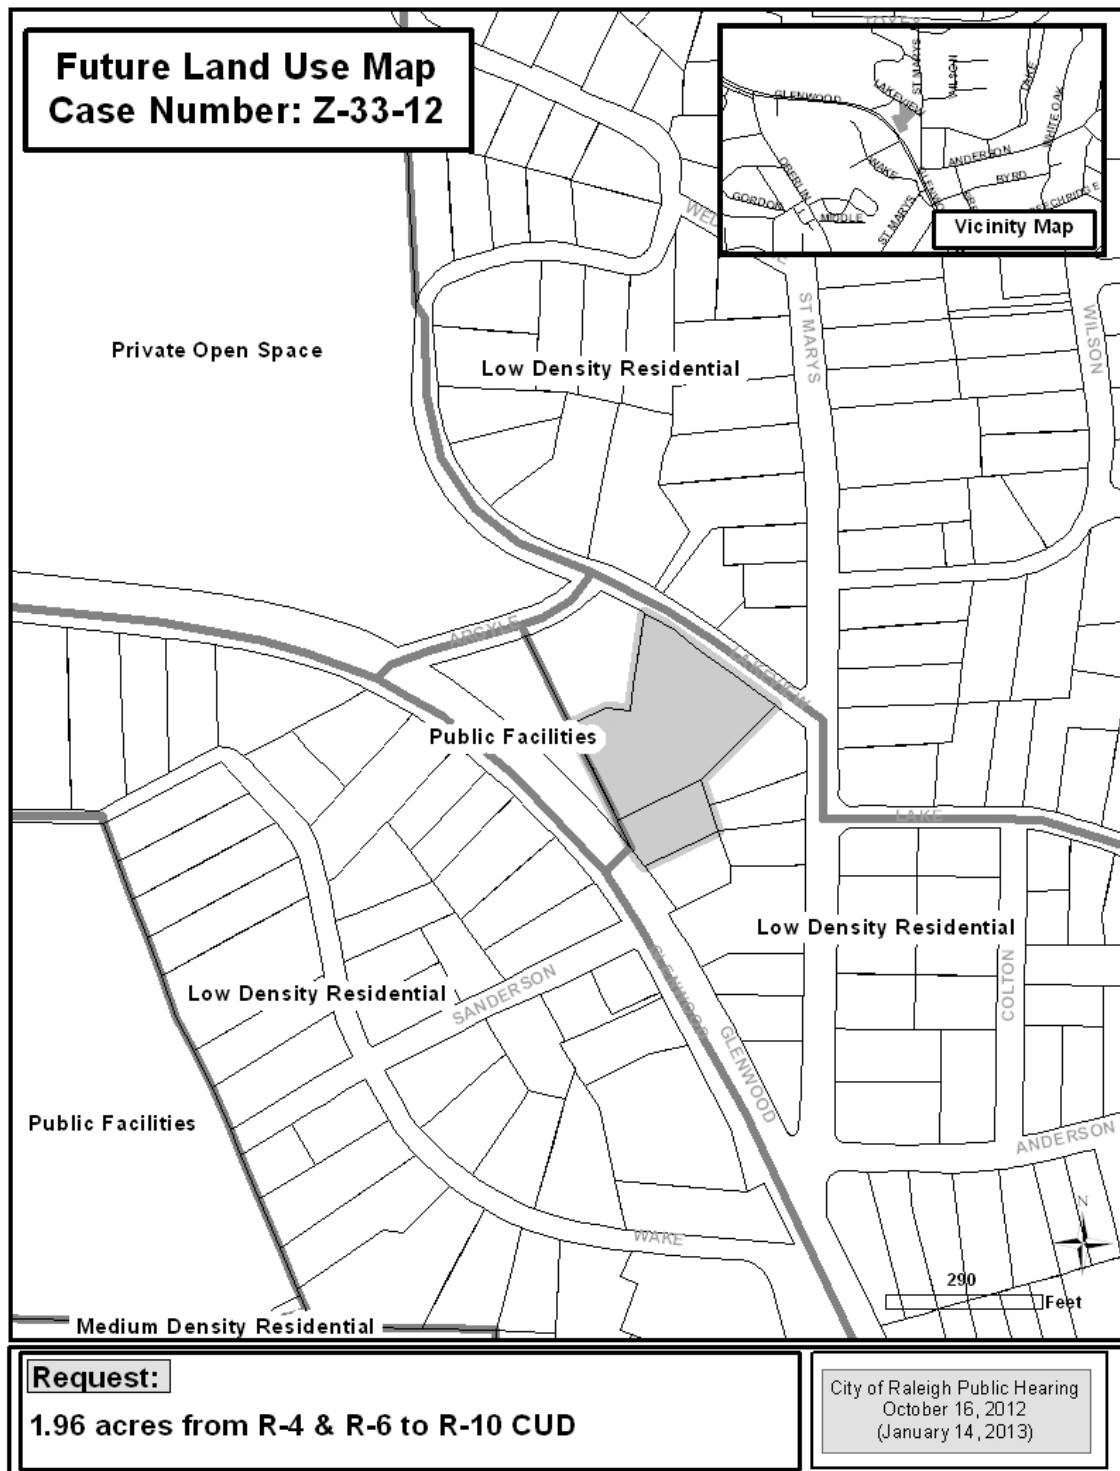 Future Land Use Map
Case Number: Z-33-12
GLENWOOD
LAKEVIEW
ST MARYS
WILSON
WHITE OAK
ANDERSON
BYRD
OBERLIN
WAKE
GORDON
MIDDLE
ST MARYS
BEECHRIDGE
Vicinity Map
ST MARYS
WILSON
Private Open Space
Low Density Residential
ARGYLE
LAKEVIEW
Public Facilities
LAKE
Low Density Residential
COLTON
Low Density Residential
SANDERSON
GLENWOOD
GLENWOOD
Public Facilities
ANDERSON
WAKE
N
290
Feet
Medium Density Residential
Request:
1.96 acres from R-4 & R-6 to R-10 CUD
City of Raleigh Public Hearing
October 16, 2012
(January 14, 2013)